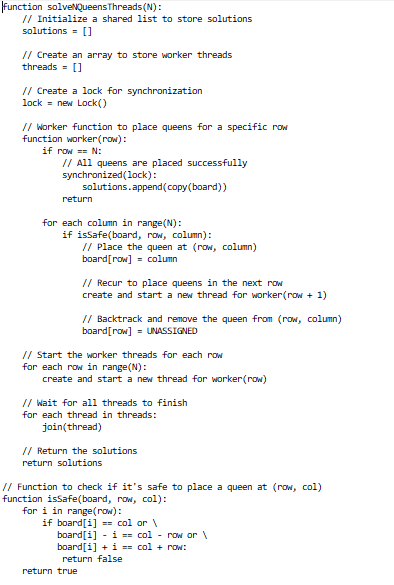 function solveNQueensThreads(N):
    // Initialize a shared list to store solutions
    solutions = []

    // Create an array to store worker threads
    threads = []

    // Create a lock for synchronization
    lock = new Lock()

    // Worker function to place queens for a specific row
    function worker(row):
        if row == N:
            // All queens are placed successfully
            synchronized(lock):
                solutions.append(copy(board))
            return

        for each column in range(N):
            if isSafe(board, row, column):
                // Place the queen at (row, column)
                board[row] = column

                // Recur to place queens in the next row
                create and start a new thread for worker(row + 1)

                // Backtrack and remove the queen from (row, column)
                board[row] = UNASSIGNED

    // Start the worker threads for each row
    for each row in range(N):
        create and start a new thread for worker(row)

    // Wait for all threads to finish
    for each thread in threads:
        join(thread)

    // Return the solutions
    return solutions

// Function to check if it's safe to place a queen at (row, col)
function isSafe(board, row, col):
    for i in range(row):
        if board[i] == col or \
           board[i] - i == col - row or \
           board[i] + i == col + row:
            return false
    return true